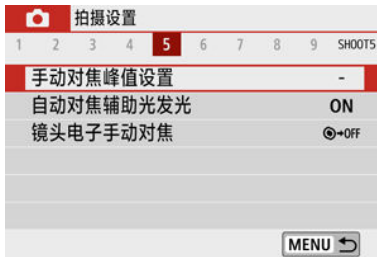 拍摄设置
1 2 3 4 5 6 7 8 9 SHOOT5
手动对焦峰值设置 -
自动对焦辅助光发光 ON
镜头电子手动对焦 ◉→OFF
MENU